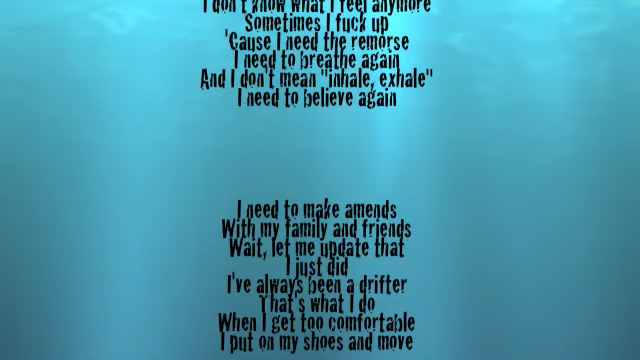 I don't know what I feel anymore
Sometimes I fuck up
'Cause I need the remorse
I need to breathe again
And I don't mean "inhale, exhale"
I need to believe again
I need to make amends
With my family and friends
Wait, let me update that
I just did
I've always been a drifter
That's what I do
When I get too comfortable
I put on my shoes and move